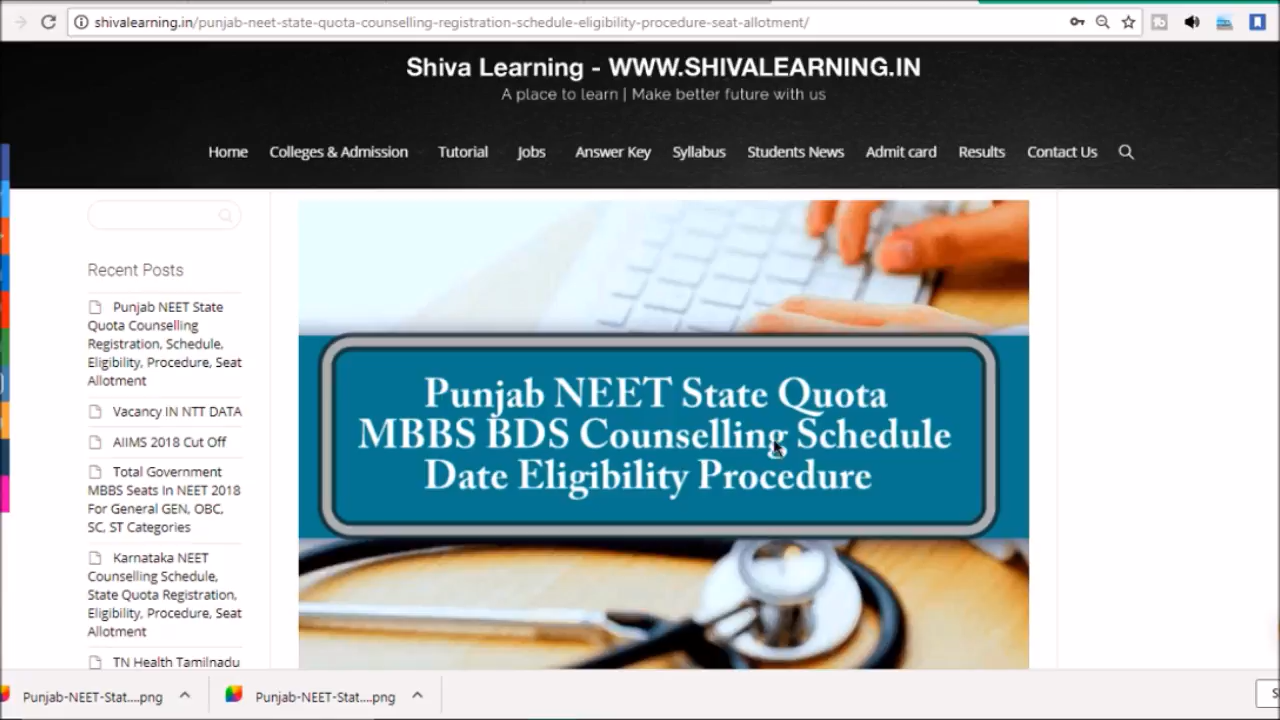 shivalearning.in/punjab-neet-state-quota-counselling-registration-schedule-eligibility-procedure-seat-allotment/
Shiva Learning - WWW.SHIVALEARNING.IN
A place to learn | Make better future with us
Home Colleges & Admission Tutorial Jobs Answer Key Syllabus Students News Admit card Results Contact Us
Recent Posts
Punjab NEET State
Quota Counselling
Registration, Schedule,
Eligibility, Procedure, Seat
Allotment
Vacancy IN NTT DATA
AIIMS 2018 Cut Off
Total Government
MBBS Seats In NEET 2018
For General GEN, OBC,
SC, ST Categories
Karnataka NEET
Counselling Schedule,
State Quota Registration,
Eligibility, Procedure, Seat
Allotment
TN Health Tamilnadu
Punjab NEET State Quota
MBBS BDS Counselling Schedule
Date Eligibility Procedure
Punjab-NEET-Stat....png
Punjab-NEET-Stat....png